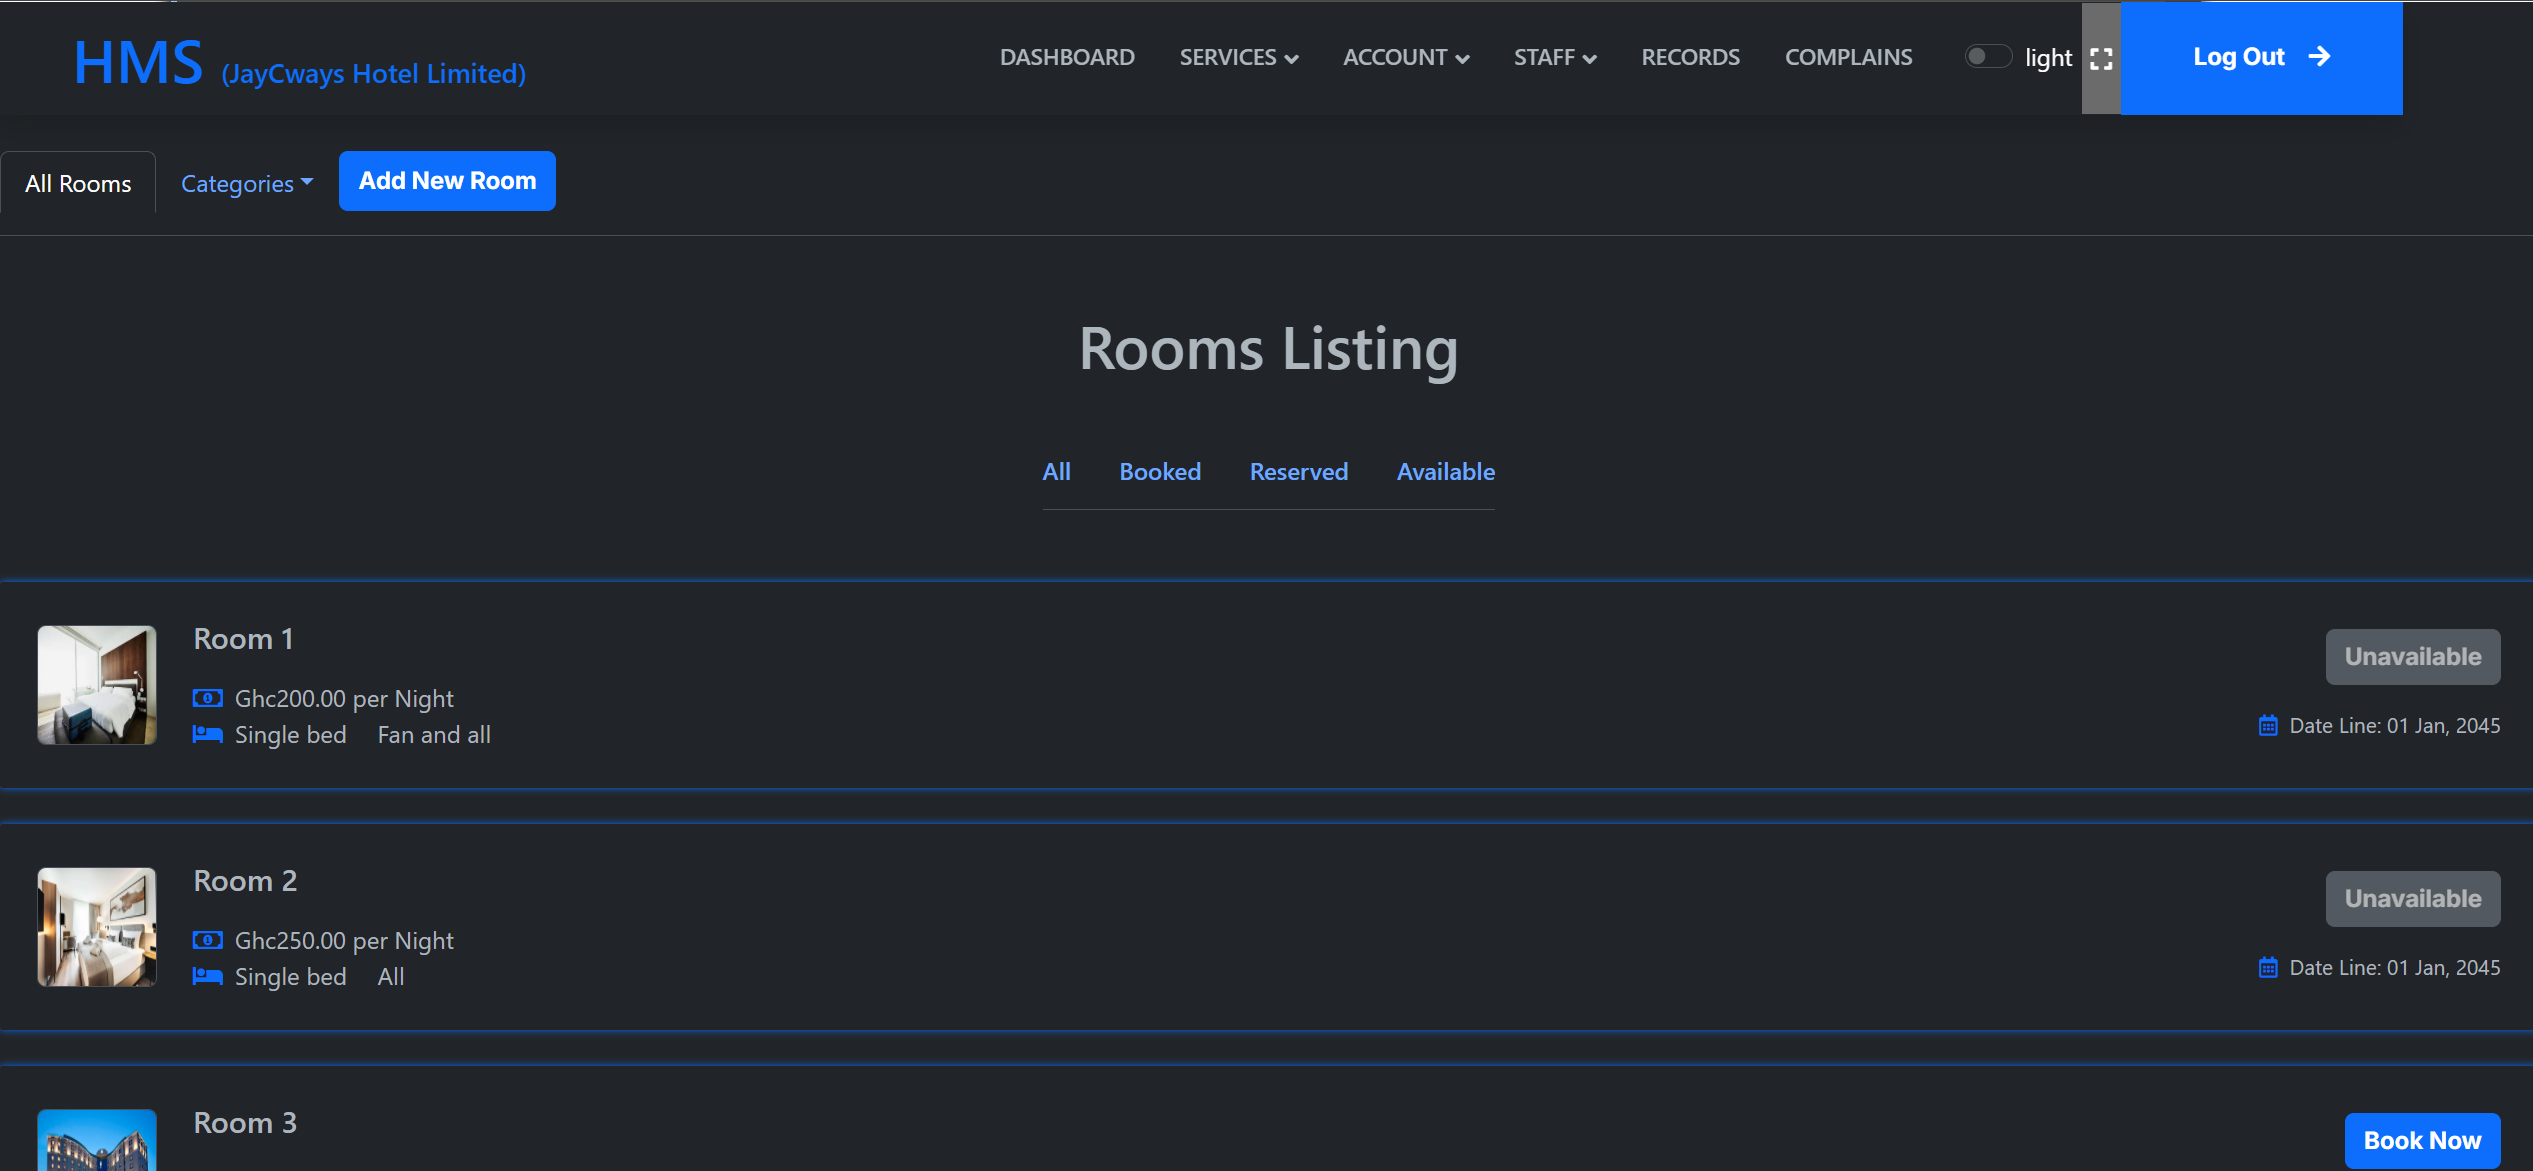 HMS (JayCways Hotel Limited)
DASHBOARD SERVICES ACCOUNT STAFF RECORDS COMPLAINS light Log Out
All Rooms Categories Add New Room
Rooms Listing
All Booked Reserved Available
Room 1
Unavailable
Ghc200.00 per Night
Single bed Fan and all
Date Line: 01 Jan, 2045
Room 2
Unavailable
Ghc250.00 per Night
Single bed All
Date Line: 01 Jan, 2045
Room 3
Book Now